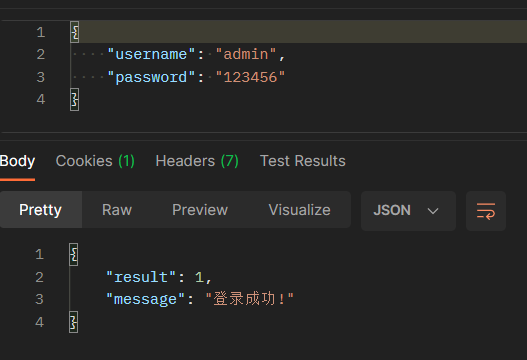 1 {
2 "username": "admin",
3 "password": "123456"
4 }
Body Cookies (1) Headers (7) Test Results
Pretty Raw Preview Visualize JSON
1 {
2 "result": 1,
3 "message": "登录成功!"
4 }